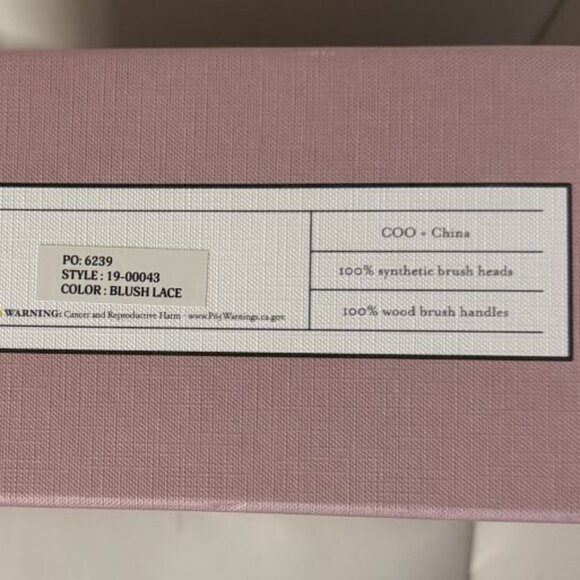 PO: 6239
STYLE : 19-00043
COLOR : BLUSH LACE
WARNING: Cancer and Reproductive Harm - www.P65Warnings.ca.gov
COO = China
100% synthetic brush heads
100% wood brush handles